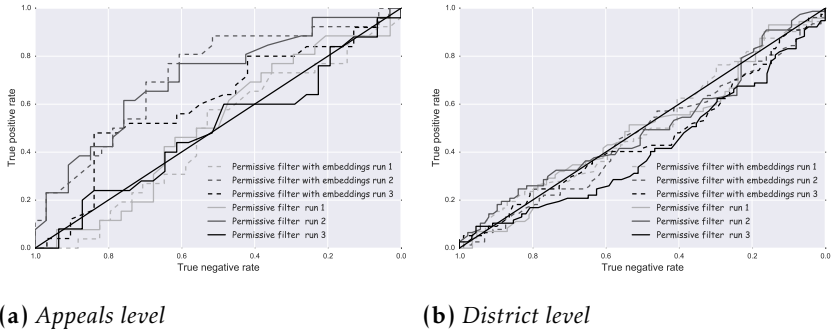 1.0
0.8
0.6
0.4
0.2
0.0
True positive rate
1.0 0.8 0.6 0.4 0.2 0.0
True negative rate
Permissive filter with embeddings run 1
Permissive filter with embeddings run 2
Permissive filter with embeddings run 3
Permissive filter run 1
Permissive filter run 2
Permissive filter run 3
(a) Appeals level
1.0
0.8
0.6
0.4
0.2
0.0
True positive rate
1.0 0.8 0.6 0.4 0.2 0.0
True negative rate
Permissive filter with embeddings run 1
Permissive filter with embeddings run 2
Permissive filter with embeddings run 3
Permissive filter run 1
Permissive filter run 2
Permissive filter run 3
(b) District level